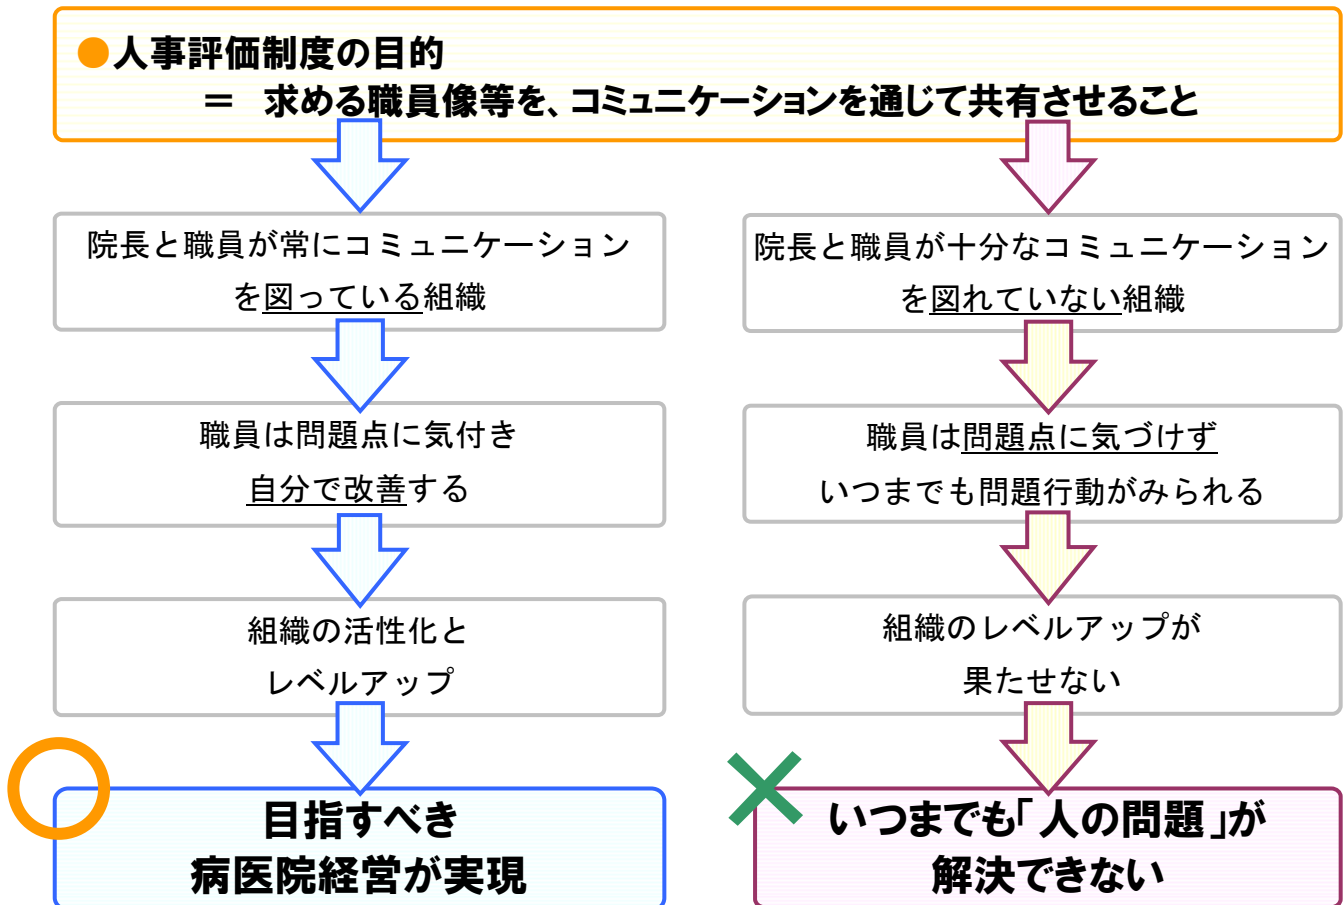 ●人事評価制度の目的
＝ 求める職員像等を、コミュニケーションを通じて共有させること
院長と職員が常にコミュニケーション
を図っている組織
職員は問題点に気付き
自分で改善する
組織の活性化と
レベルアップ
目指すべき
病医院経営が実現
院長と職員が十分なコミュニケーション
を図れていない組織
職員は問題点に気づけず
いつまでも問題行動がみられる
組織のレベルアップが
果たせない
いつまでも「人の問題」が
解決できない